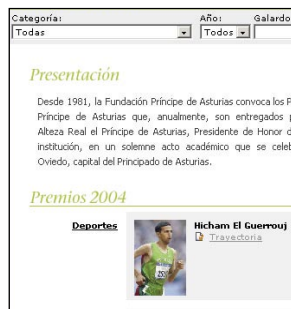 Categoría: Año: Galardo
Todas Todos
Presentación
Desde 1981, la Fundación Príncipe de Asturias convoca los P
Príncipe de Asturias que, anualmente, son entregados
Alteza Real el Príncipe de Asturias, Presidente de Honor d
institución, en un solemne acto académico que se celeb
Oviedo, capital del Principado de Asturias.
Premios 2004
Deportes Hicham El Guerrouj
Trayectoria